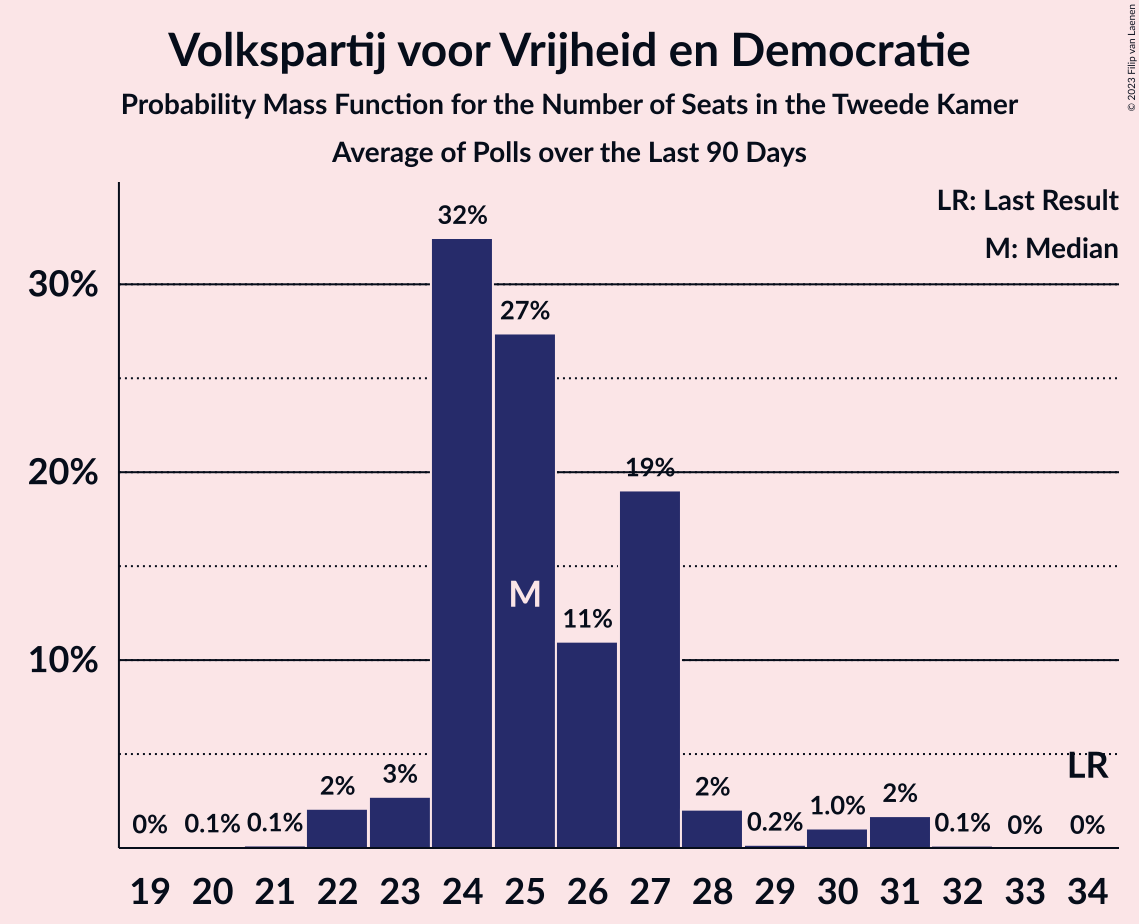 Volkspartij voor Vrijheid en Democratie
Probability Mass Function for the Number of Seats in the Tweede Kamer
Average of Polls over the Last 90 Days
© 2023 Filip van Laenen
LR: Last Result
M: Median
30%
20%
10%
0%
0.1%
0.1%
2%
3%
32%
27%
M
11%
19%
2%
0.2%
1.0%
2%
0.1%
0%
LR
0%
19 20 21 22 23 24 25 26 27 28 29 30 31 32 33 34